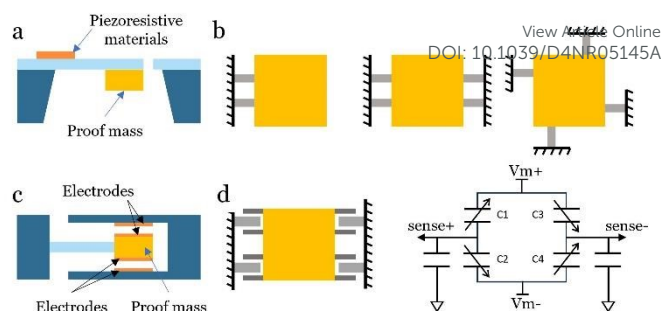 Piezoresistive
materials
a
b
View Article Online
DOI: 10.1039/D4NR05145A
Proof mass
c
Electrodes
d
Vm+
C1
C3
sense+
sense-
C2
C4
Electrodes
Proof mass
Vm-